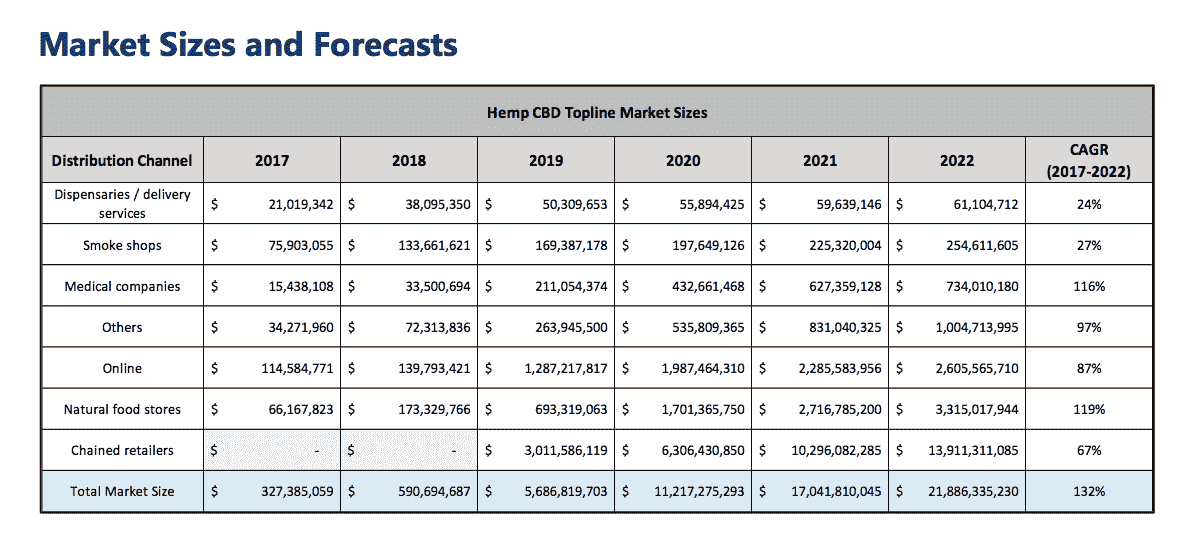 Market Sizes and Forecasts
Hemp CBD Topline Market Sizes
Distribution Channel 2017 2018 2019 2020 2021 2022 CAGR (2017-2022)
Dispensaries / delivery services $ 21,019,342 $ 38,095,350 $ 50,309,653 $ 55,894,425 $ 59,639,146 $ 61,104,712 24%
Smoke shops $ 75,903,055 $ 133,661,621 $ 169,387,178 $ 197,649,126 $ 225,320,004 $ 254,611,605 27%
Medical companies $ 15,438,108 $ 33,500,694 $ 211,054,374 $ 432,661,468 $ 627,359,128 $ 734,010,180 116%
Others $ 34,271,960 $ 72,313,836 $ 263,945,500 $ 535,809,365 $ 831,040,325 $ 1,004,713,995 97%
Online $ 114,584,771 $ 139,793,421 $ 1,287,217,817 $ 1,987,464,310 $ 2,285,583,956 $ 2,605,565,710 87%
Natural food stores $ 66,167,823 $ 173,329,766 $ 693,319,063 $ 1,701,365,750 $ 2,716,785,200 $ 3,315,017,944 119%
Chained retailers $ - $ - $ 3,011,586,119 $ 6,306,430,850 $ 10,296,082,285 $ 13,911,311,085 67%
Total Market Size $ 327,385,059 $ 590,694,687 $ 5,686,819,703 $ 11,217,275,293 $ 17,041,810,045 $ 21,886,335,230 132%